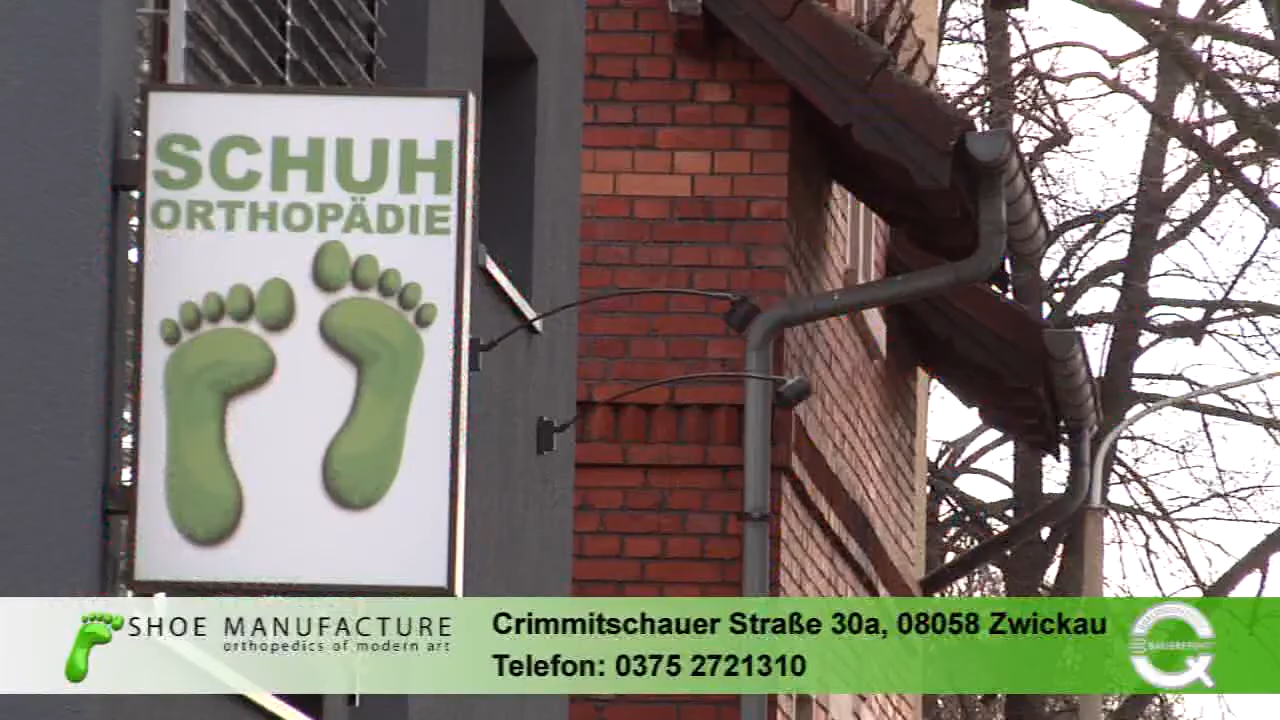 SCHUH
ORTHOPÄDIE
SHOE MANUFACTURE
orthopedics of modern art
Crimmitschauer Straße 30a, 08058 Zwickau
Telefon: 0375 2721310